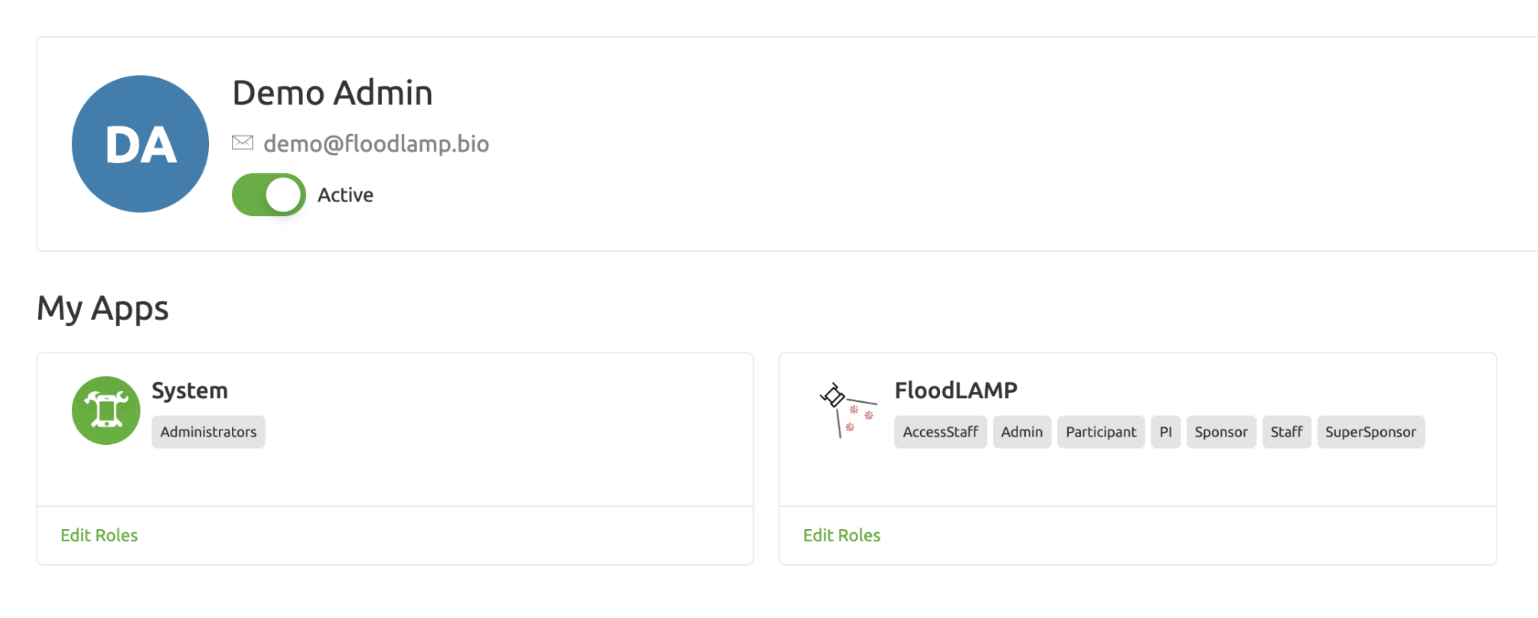 DA
Demo Admin
demo@floodlamp.bio
Active
My Apps
System
Administrators
Edit Roles
FloodLAMP
AccessStaff Admin Participant PI Sponsor Staff SuperSponsor
Edit Roles